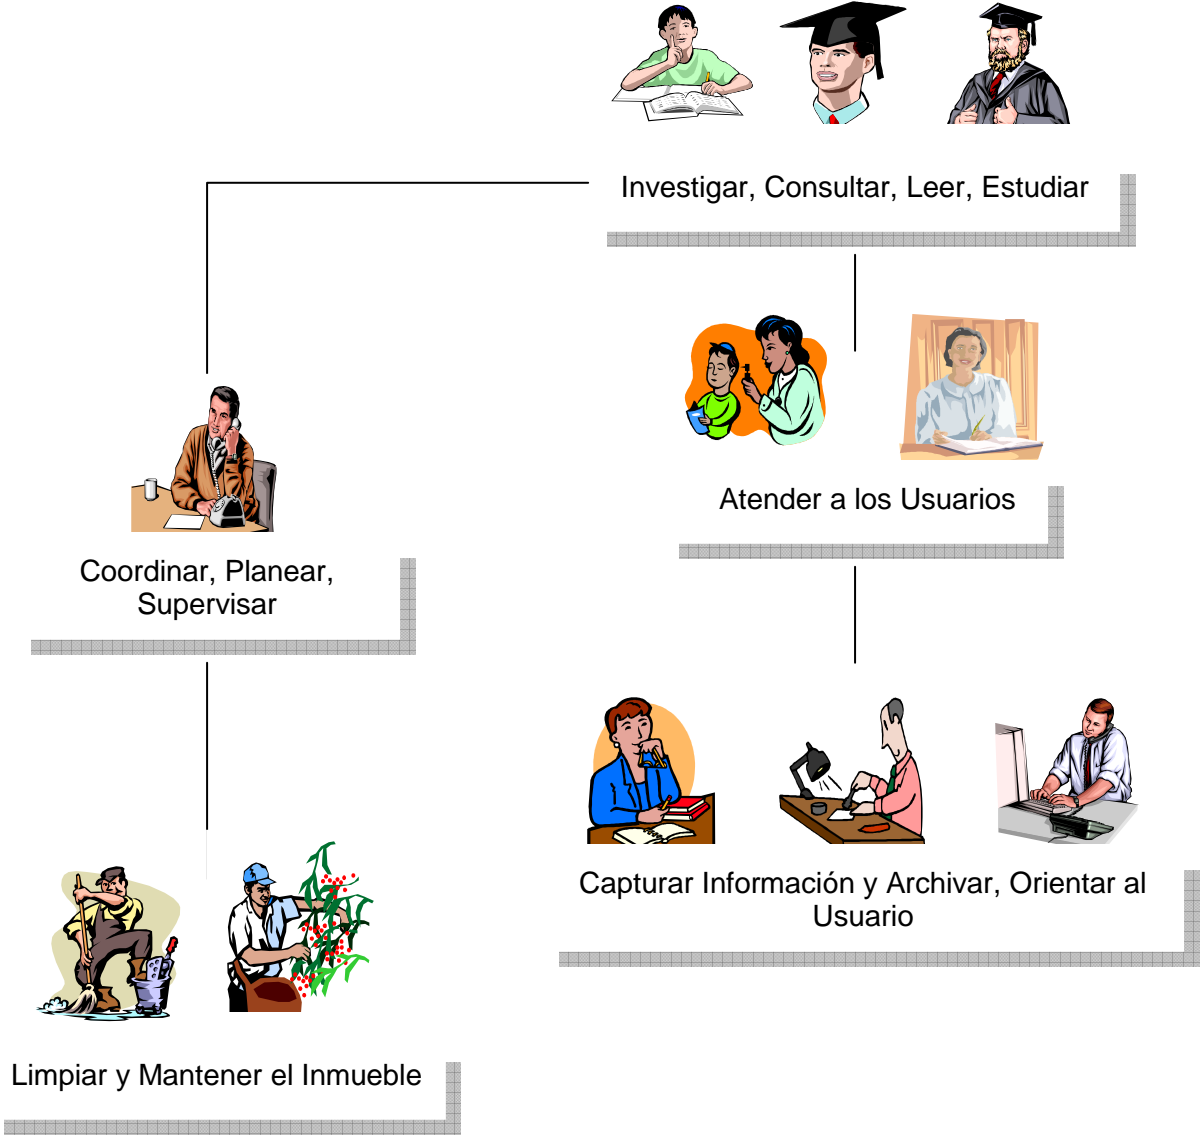 Investigar, Consultar, Leer, Estudiar
Atender a los Usuarios
Coordinar, Planear,
Supervisar
Capturar Información y Archivar, Orientar al
Usuario
Limpiar y Mantener el Inmueble